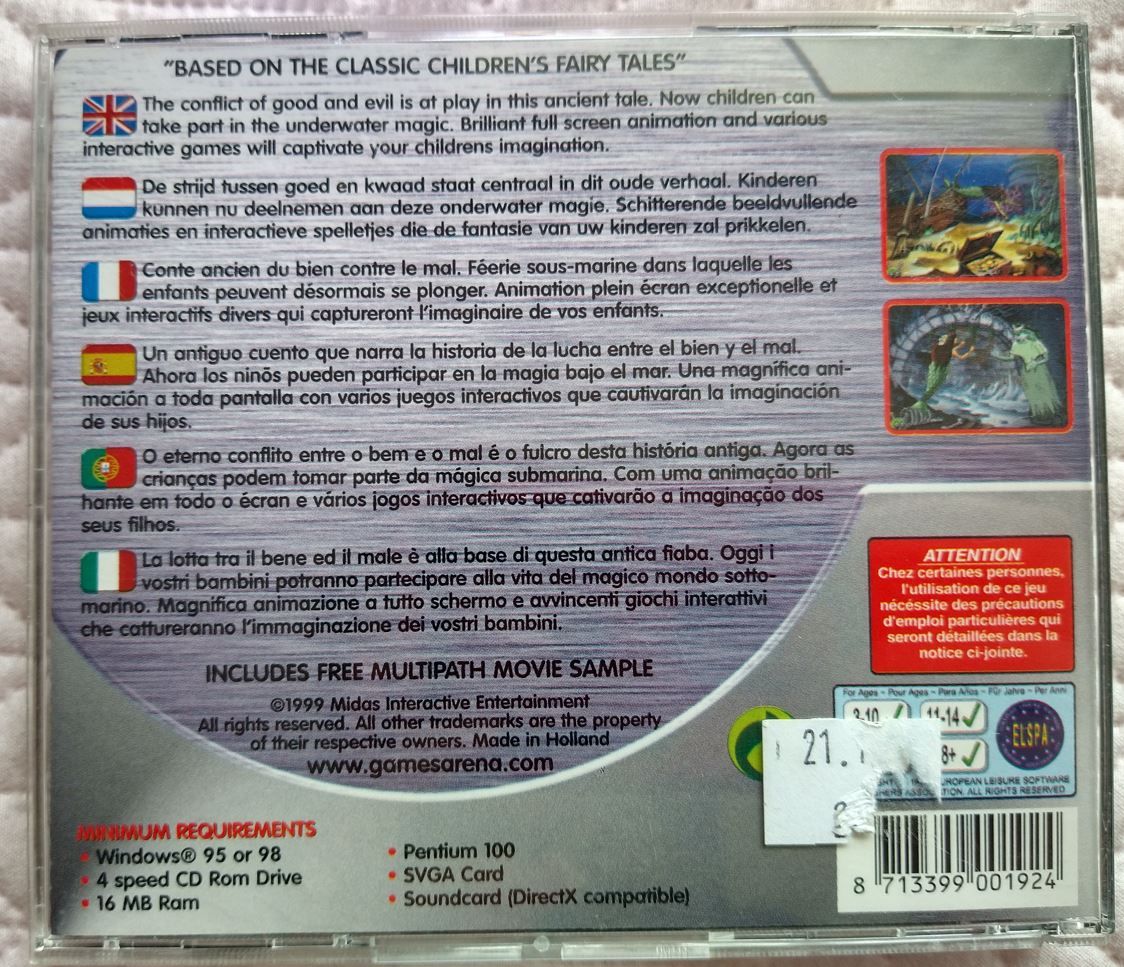 "BASED ON THE CLASSIC CHILDREN'S FAIRY TALES"
The conflict of good and evil is at play in this ancient tale. Now children can
take part in the underwater magic. Brilliant full screen animation and various
interactive games will captivate your childrens imagination.
De strijd tussen goed en kwaad staat centraal in dit oude verhaal. Kinderen
kunnen nu deelnemen aan deze onderwater magie. Schitterende beeldvullende
animaties en interactieve spelletjes die de fantasie van uw kinderen zal prikkelen.
Conte ancien du bien contre le mal. Féerie sous-marine dans laquelle les
enfants peuvent désormais se plonger. Animation plein écran exceptionelle et
jeux interactifs divers qui captureront l'imaginaire de vos enfants.
Un antiguo cuento que narra la historia de la lucha entre el bien y el mal.
Ahora los ninõs pueden participar en la magia bajo el mar. Una magnífica ani-
mación a toda pantalla con varios juegos interactivos que cautivarán la imaginación
de sus hijos.
O eterno conflito entre o bem e o mal é o fulcro desta história antiga. Agora as
crianças podem tomar parte da mágica submarina. Com uma animação bril-
hante em todo o écran e vários jogos interactivos que cativarão a imaginação dos
seus filhos.
La lotta tra il bene ed il male è alla base di questa antica fiaba. Oggi i
vostri bambini potranno partecipare alla vita del magico mondo sotto-
marino. Magnifica animazione a tutto schermo e avvincenti giochi interattivi
che cattureranno l'immaginazione dei vostri bambini.
INCLUDES FREE MULTIPATH MOVIE SAMPLE
©1999 Midas Interactive Entertainment
All rights reserved. All other trademarks are the property
of their respective owners. Made in Holland
www.gamesarena.com
MINIMUM REQUIREMENTS
• Windows® 95 or 98
• 4 speed CD Rom Drive
• 16 MB Ram
• Pentium 100
• SVGA Card
• Soundcard (DirectX compatible)
ATTENTION
Chez certaines personnes,
l'utilisation de ce jeu
nécéssite des précautions
d'emploi particulières qui
seront détaillées dans la
notice ci-jointe.
For Ages - Pour Ages - Para Años - Für Jahre - Per Anni
3-10 11-14
8+
ELSPA
EUROPEAN LEISURE SOFTWARE
ALL RIGHTS RESERVED
21.
8 713399 001924